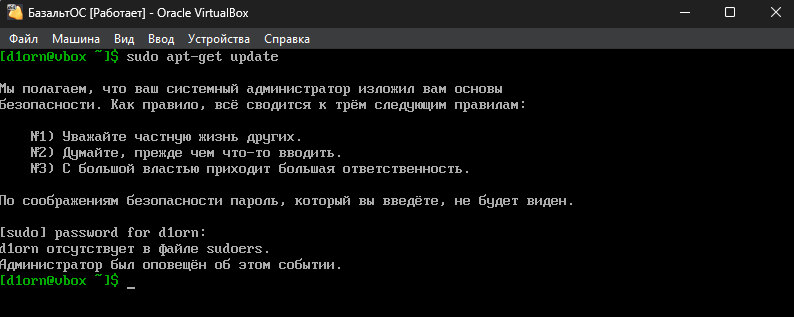 БазальтОС [Работает] - Oracle VirtualBox
Файл Машина Вид Ввод Устройства Справка
[d1orn@vbox ~]$ sudo apt-get update
Мы полагаем, что ваш системный администратор изложил вам основы
безопасности. Как правило, всё сводится к трём следующим правилам:
№1) Уважайте частную жизнь других.
№2) Думайте, прежде чем что-то вводить.
№3) С большой властью приходит большая ответственность.
По соображениям безопасности пароль, который вы введёте, не будет виден.
[sudo] password for d1orn:
d1orn отсутствует в файле sudoers.
Администратор был оповещён об этом событии.
[d1orn@vbox ~]$ _